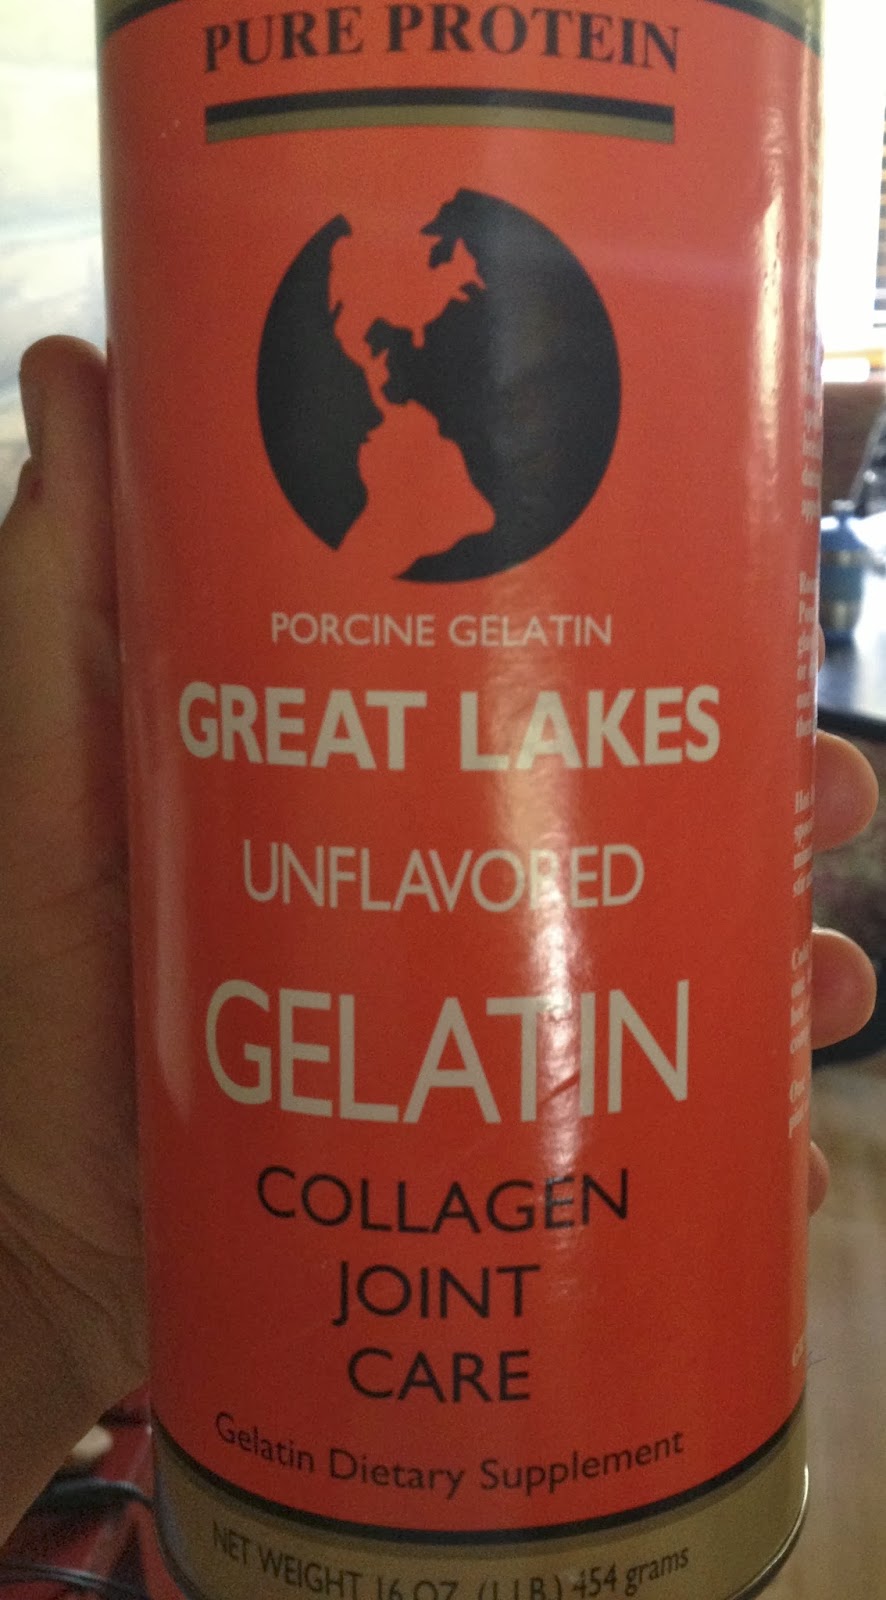 PURE PROTEIN
PORCINE GELATIN
GREAT LAKES
UNFLAVORED
GELATIN
COLLAGEN
JOINT
CARE
Gelatin Dietary Supplement
NET WEIGHT 16 OZ. (1 LB.) 454 grams